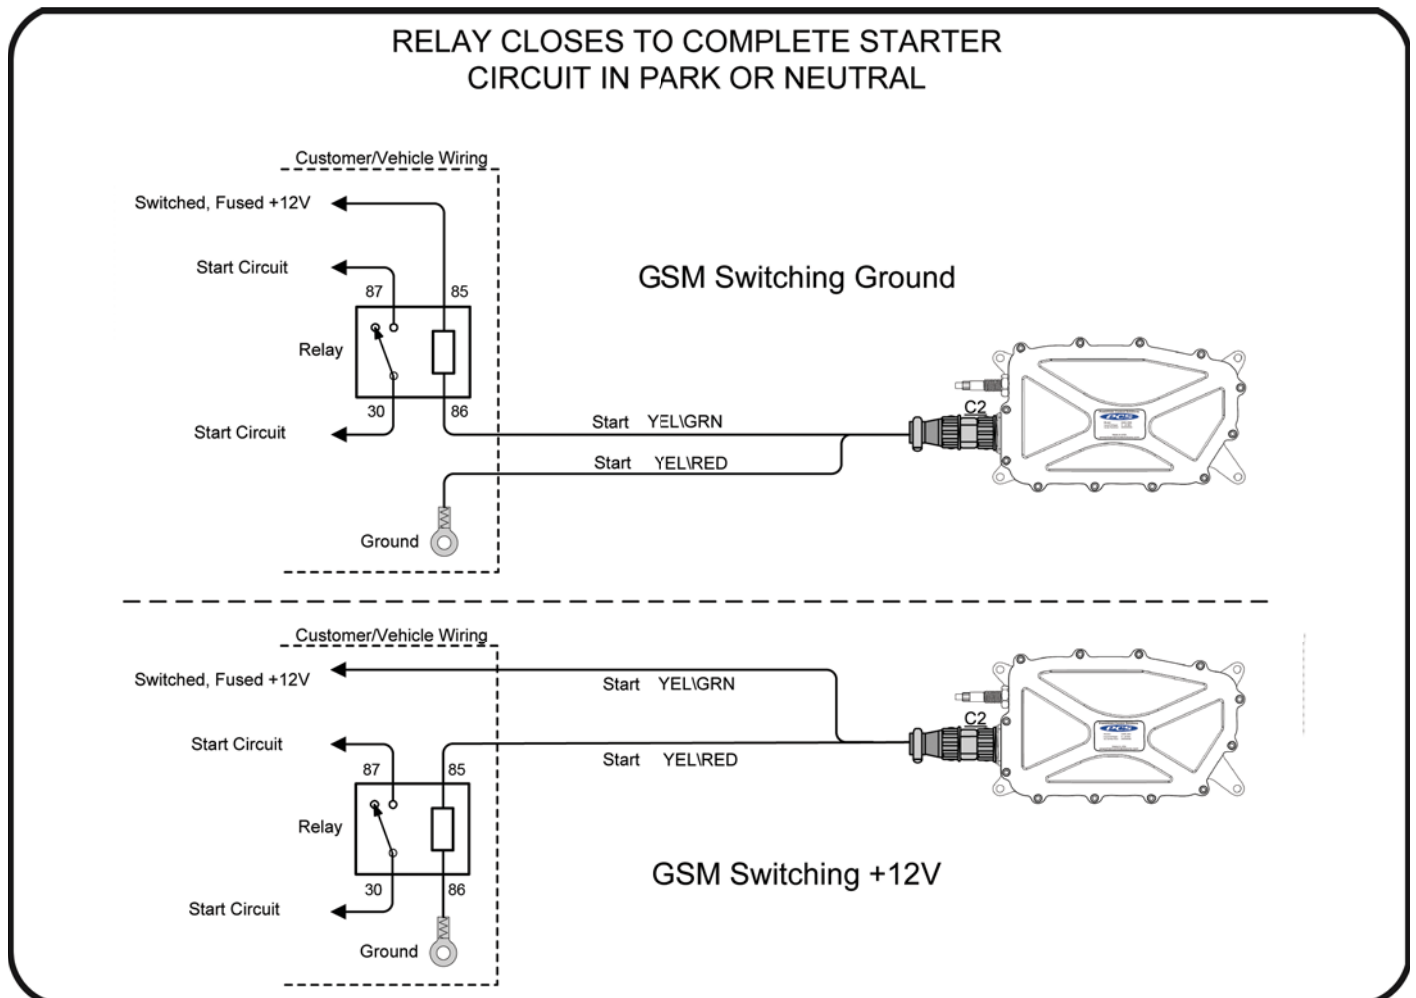 RELAY CLOSES TO COMPLETE STARTER
CIRCUIT IN PARK OR NEUTRAL
Customer/Vehicle Wiring
Switched, Fused +12V
Start Circuit
87
85
GSM Switching Ground
Relay
30
86
Start Circuit
Start YEL\GRN
C2
PCS
Start YEL\RED
Ground
Customer/Vehicle Wiring
Switched, Fused +12V
Start YEL\GRN
C2
PCS
Start Circuit
87
85
Start YEL\RED
Relay
GSM Switching +12V
30
86
Start Circuit
Ground